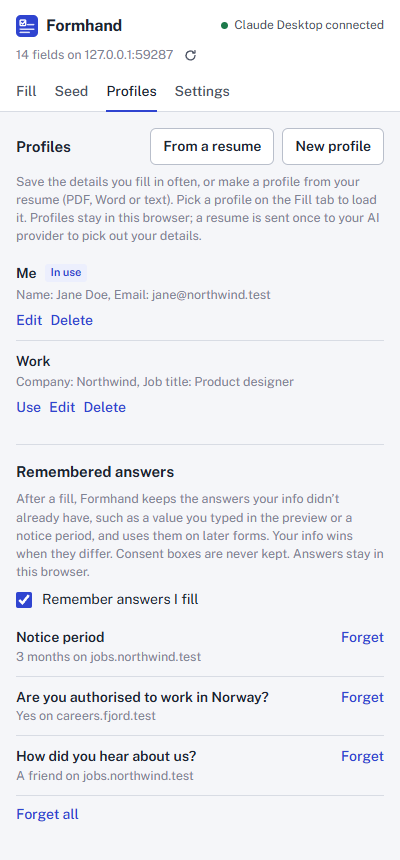 Formhand
Claude Desktop connected
14 fields on 127.0.0.1:59287
Fill Seed Profiles Settings
Profiles
From a resume
New profile
Save the details you fill in often, or make a profile from your
resume (PDF, Word or text). Pick a profile on the Fill tab to load
it. Profiles stay in this browser; a resume is sent once to your AI
provider to pick out your details.
Me In use
Name: Jane Doe, Email: jane@northwind.test
Edit Delete
Work
Company: Northwind, Job title: Product designer
Use Edit Delete
Remembered answers
After a fill, Formhand keeps the answers your info didn't
already have, such as a value you typed in the preview or a
notice period, and uses them on later forms. Your info wins
when they differ. Consent boxes are never kept. Answers stay in
this browser.
Remember answers I fill
Notice period Forget
3 months on jobs.northwind.test
Are you authorised to work in Norway? Forget
Yes on careers.fjord.test
How did you hear about us? Forget
A friend on jobs.northwind.test
Forget all